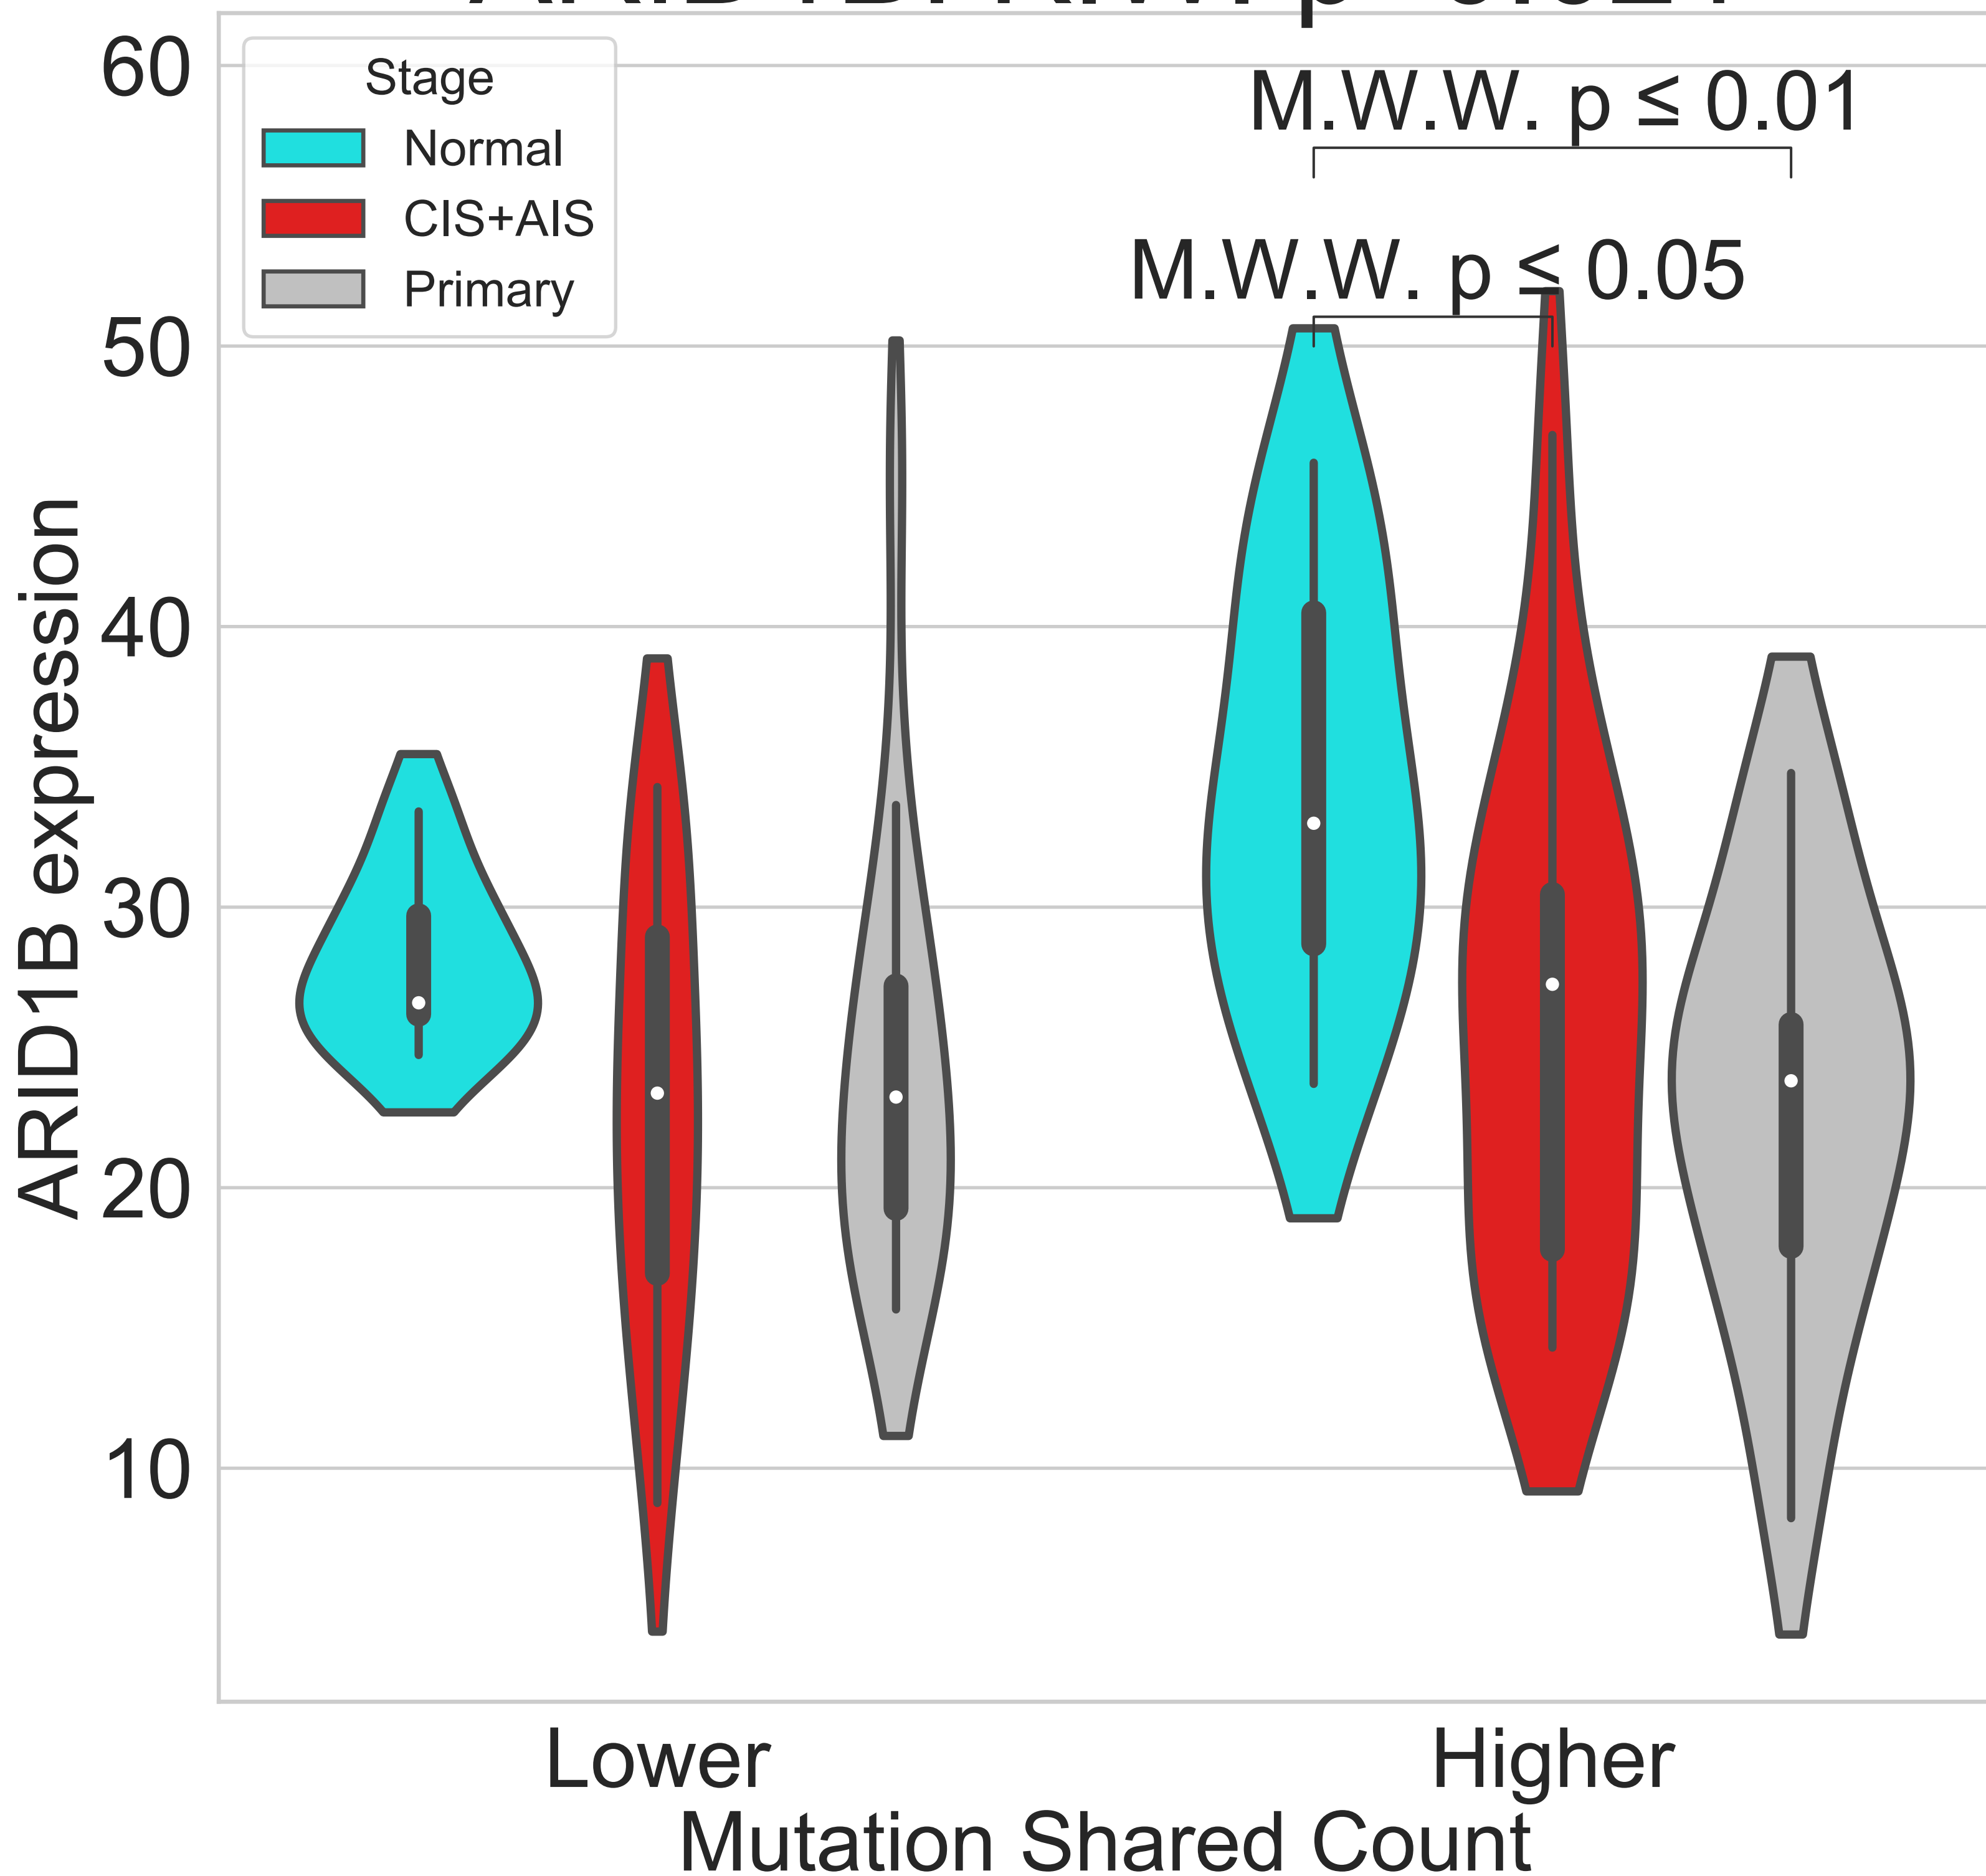 60
50
40
30
20
10
ARID1B expression
Stage
Normal
CIS+AIS
Primary
M.W.W. p ≤ 0.01
M.W.W. p ≤ 0.05
Lower
Higher
Mutation Shared Count